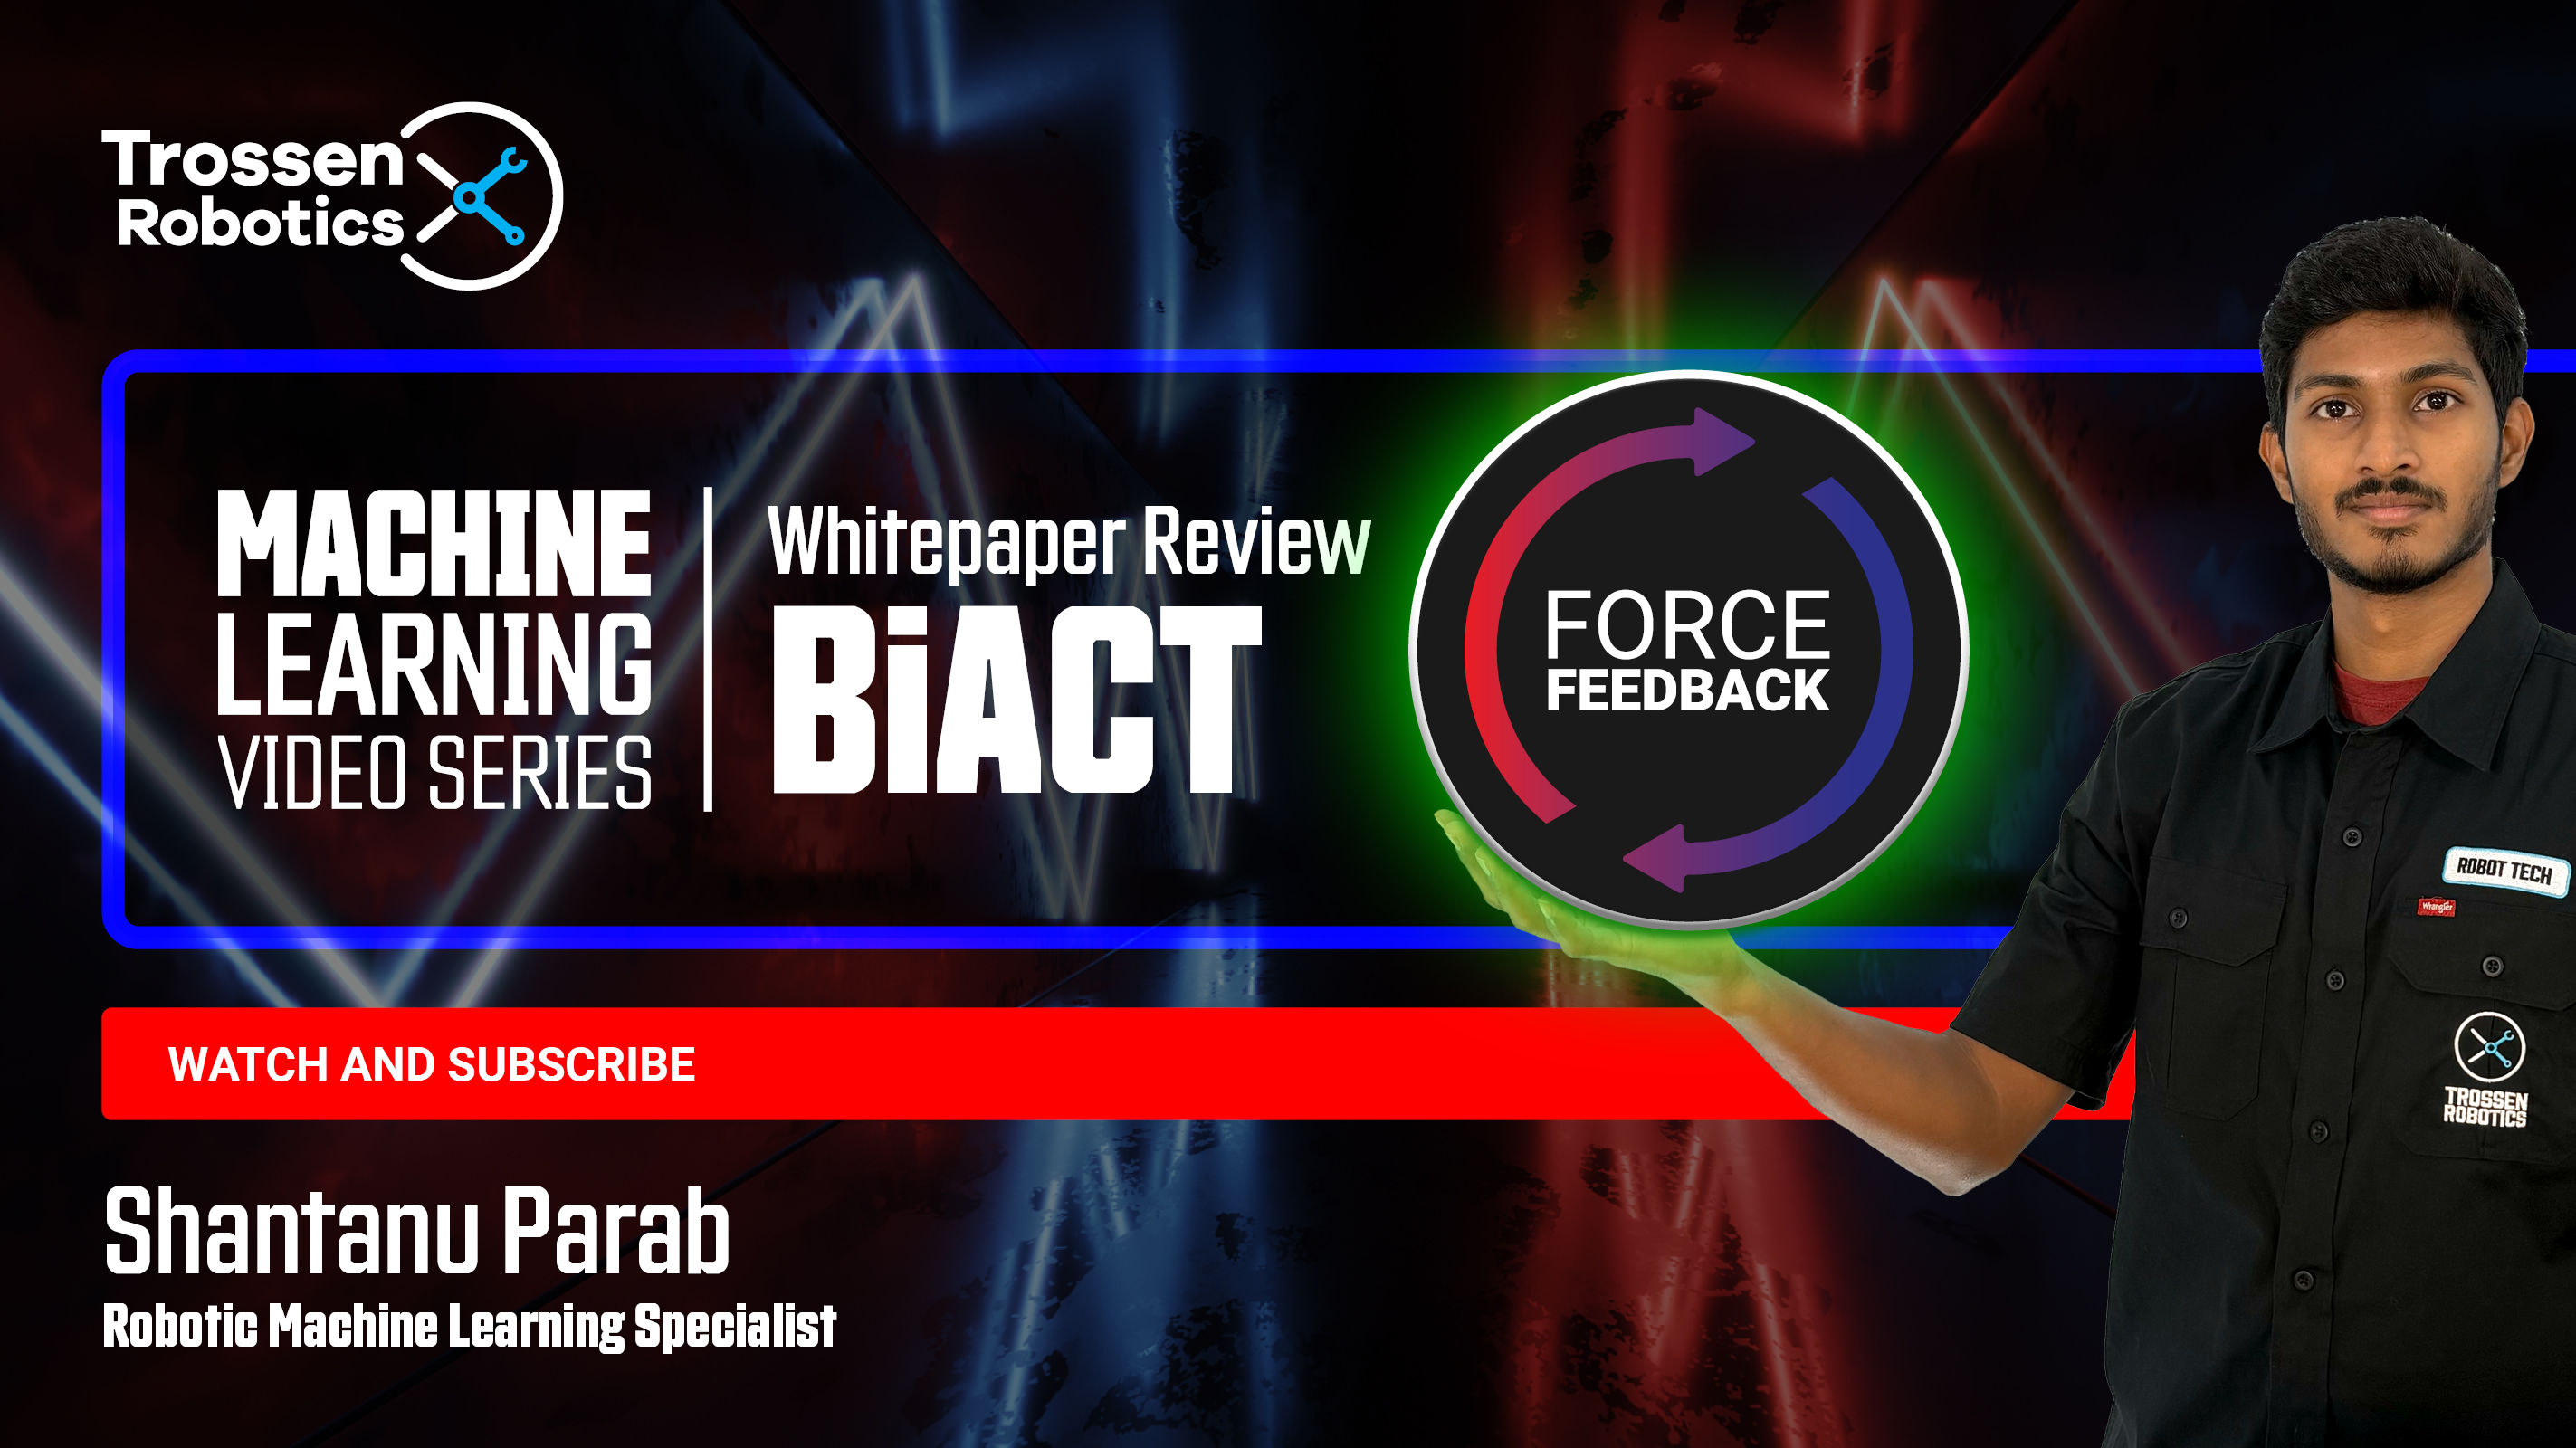 Trossen
Robotics
MACHINE
LEARNING
VIDEO SERIES
Whitepaper Review
BiACT
FORCE
FEEDBACK
ROBOT TECH
Wrangler
TROSSEN
ROBOTICS
WATCH AND SUBSCRIBE
Shantanu Parab
Robotic Machine Learning Specialist